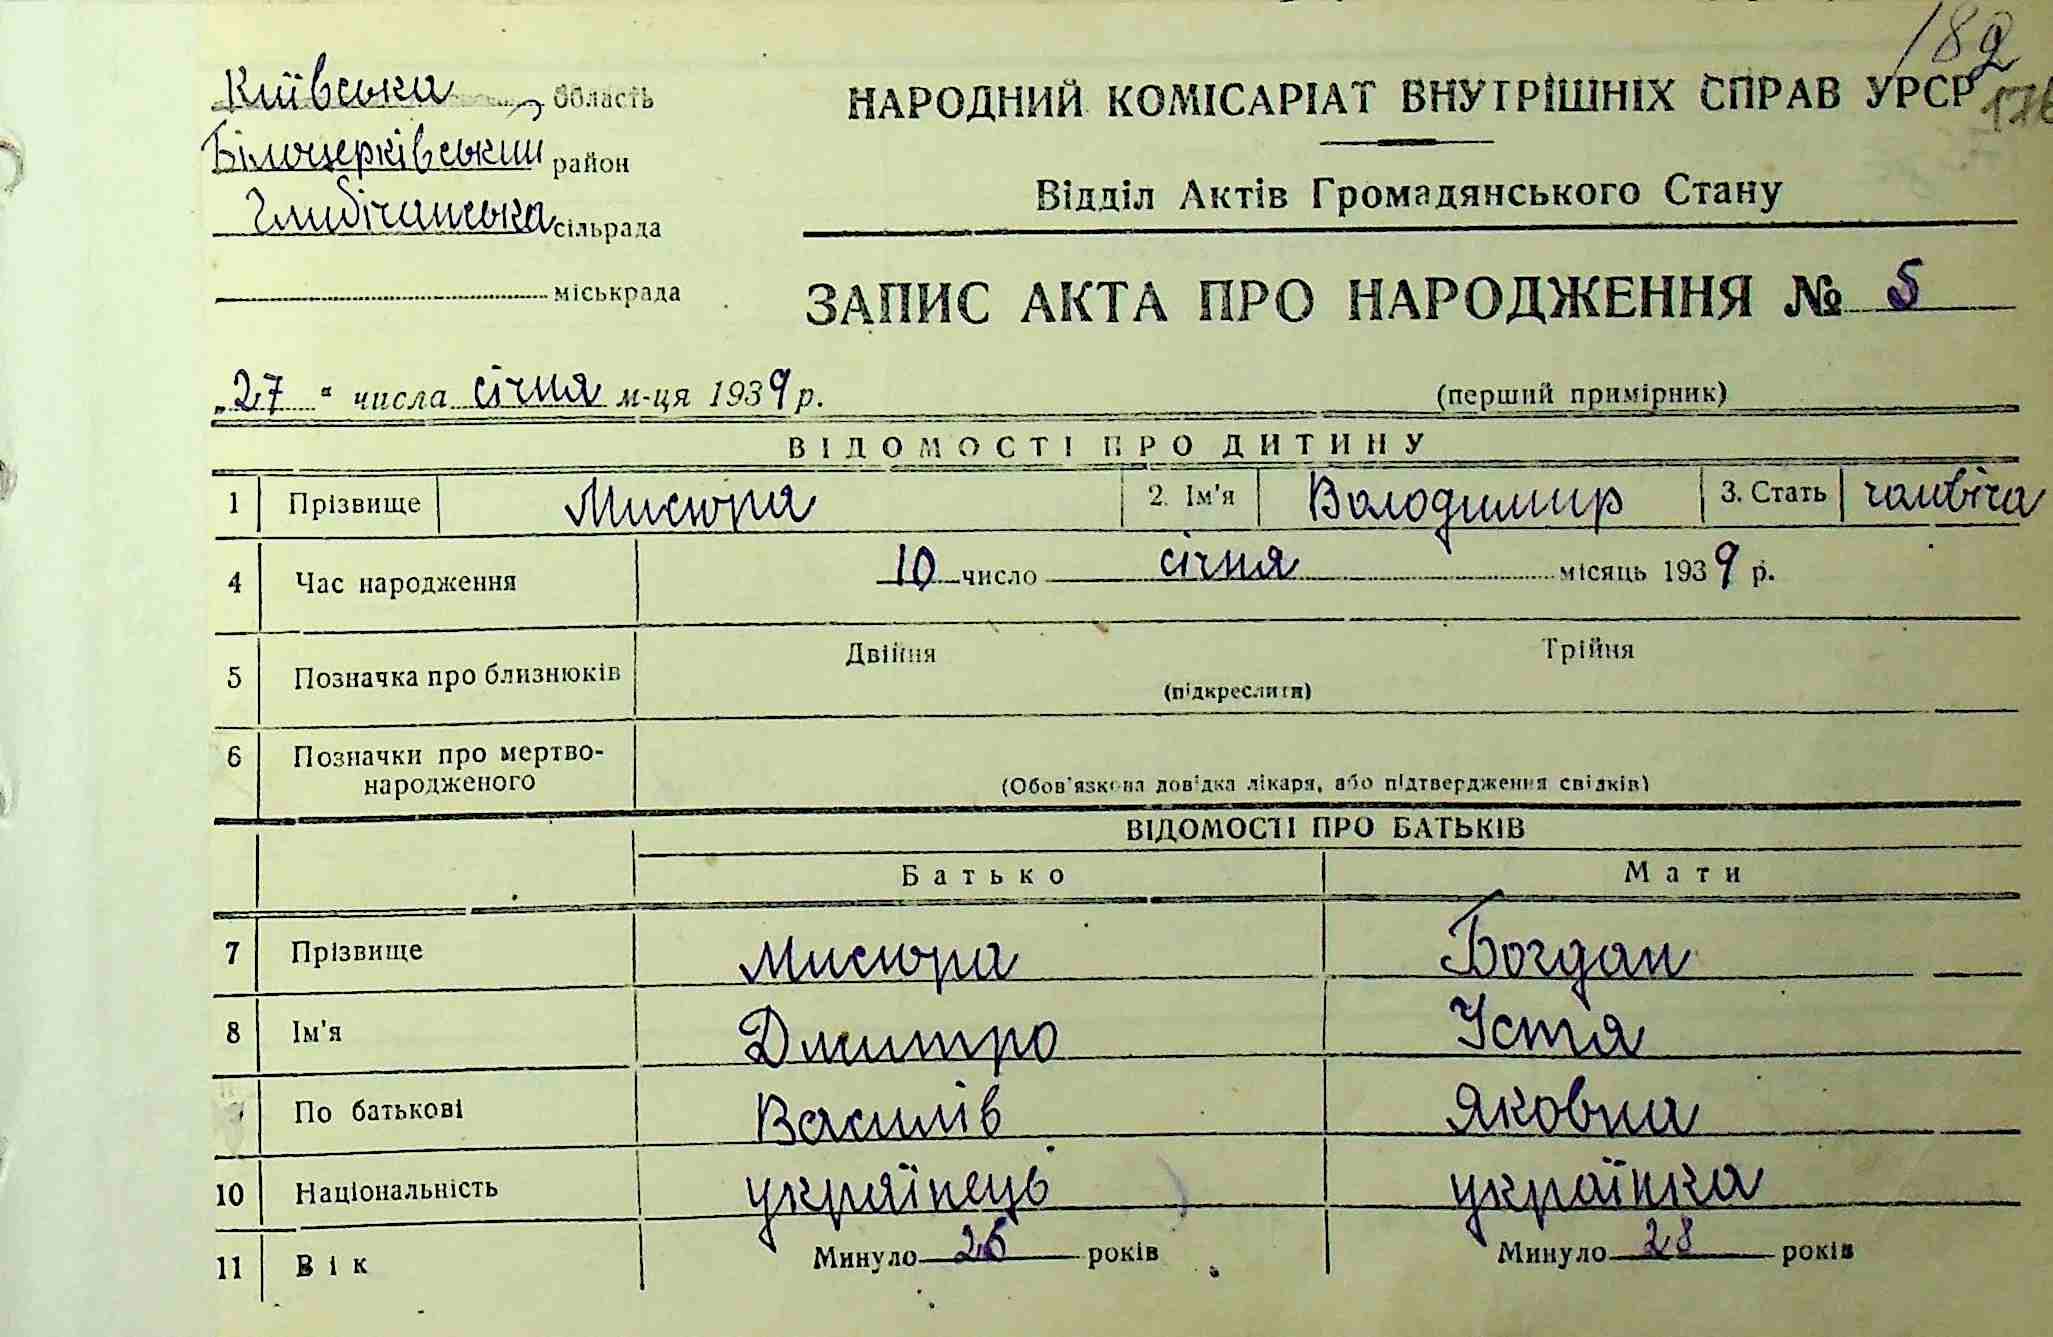 182
Київська область
НАРОДНИЙ КОМІСАРІАТ ВНУТРІШНІХ СПРАВ УРСР
176
Білоцерківський район
Відділ Актів Громадянського Стану
Глибічанська сільрада
міськрада
ЗАПИС АКТА ПРО НАРОДЖЕННЯ № 5
„27" числа січня м-ця 1939 р.
(перший примірник)
ВІДОМОСТІ ПРО ДИТИНУ
1 Прізвище Мисюра 2. Ім'я Володимир 3. Стать чоловіча
4 Час народження 10 число січня місяць 1939 р.
5 Позначка про близнюків Двійня Трійня
(підкреслити)
6 Позначки про мертво-
народженого (Обов'язкова довідка лікаря, або підтвердження свідків)
ВІДОМОСТІ ПРО БАТЬКІВ
Батько Мати
7 Прізвище Мисюра Богдан
8 Ім'я Дмитро Устя
9 По батькові Василів Яковна
10 Національність українець українка
11 Вік Минуло 26 років Минуло 28 років